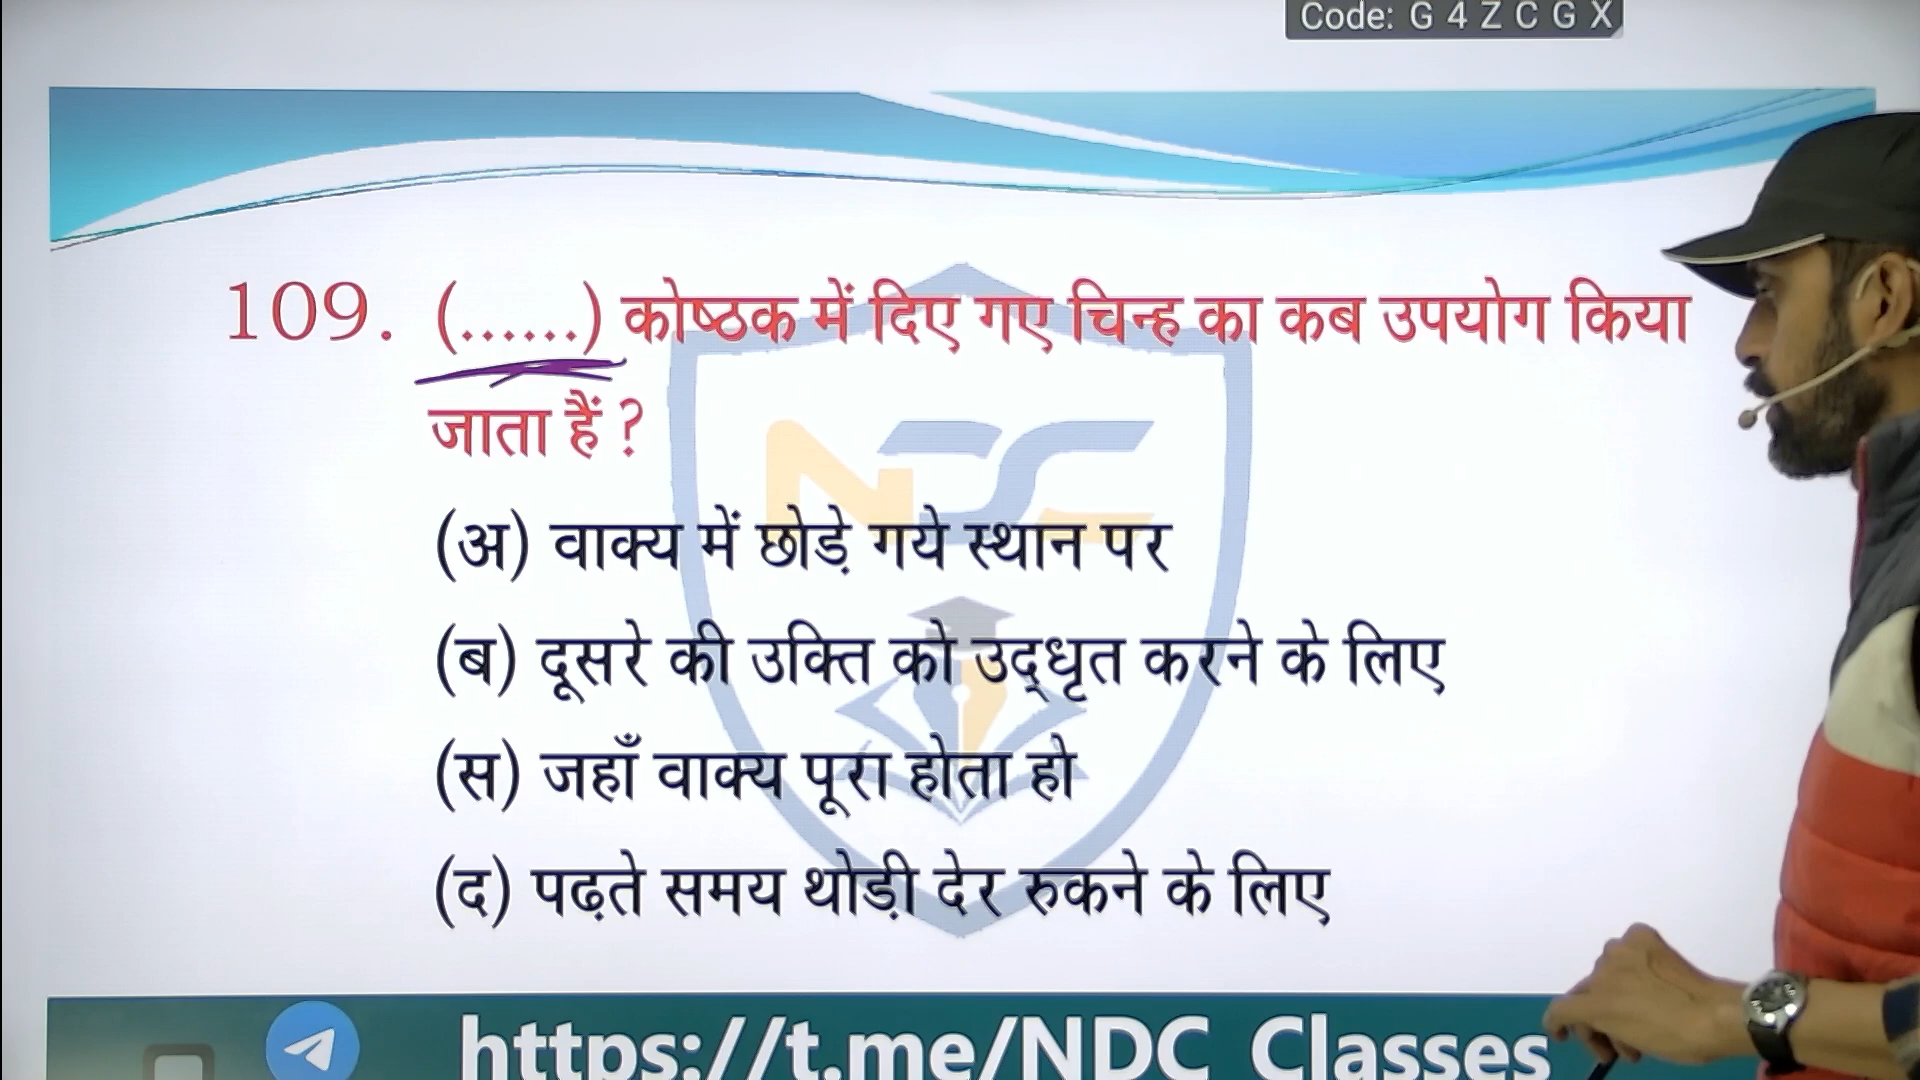 Code: G 4 Z C G X
109. (......) कोष्ठक में दिए गए चिन्ह का कब उपयोग किया
जाता हैं ?
NDC
(अ) वाक्य में छोड़े गये स्थान पर
(ब) दूसरे की उक्ति को उद्धृत करने के लिए
(स) जहाँ वाक्य पूरा होता हो
(द) पढ़ते समय थोड़ी देर रुकने के लिए
https://t.me/NDC_Classes